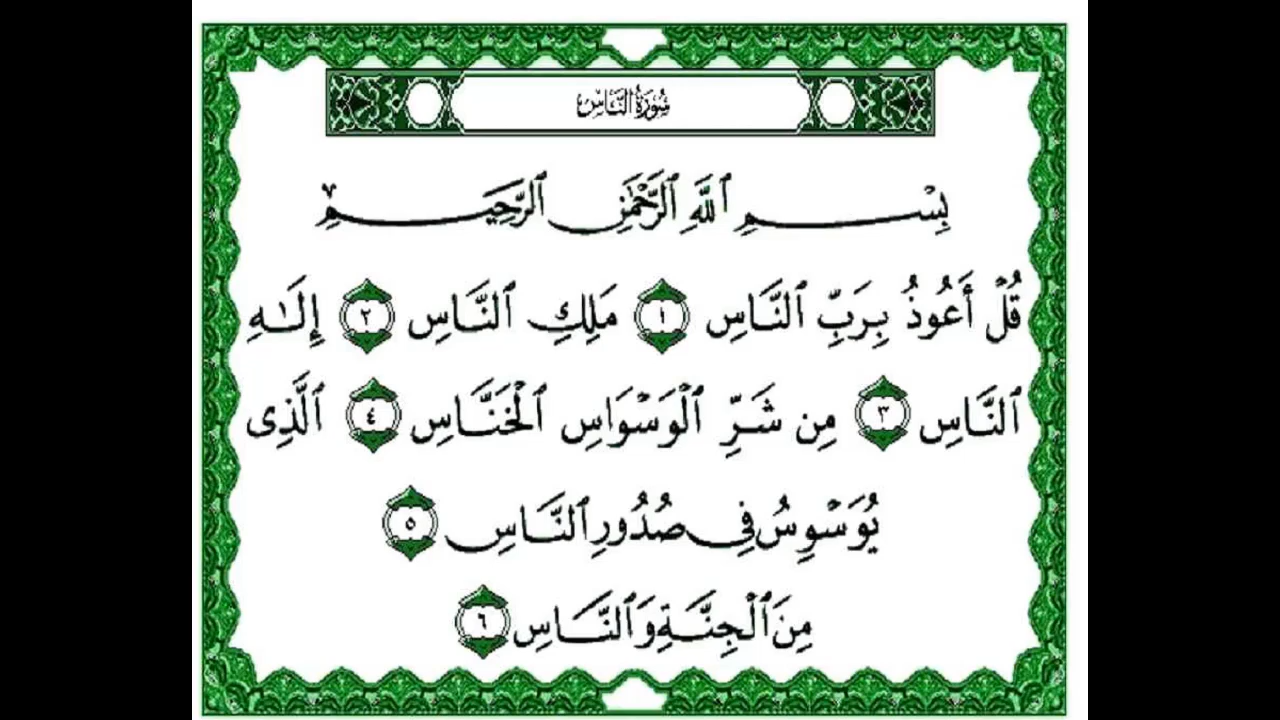 سُورَةُ النَّاسِ
بِسْمِ ٱللَّهِ ٱلرَّحْمَٰنِ ٱلرَّحِيمِ
قُلْ أَعُوذُ بِرَبِّ ٱلنَّاسِ ١ مَلِكِ ٱلنَّاسِ ٢ إِلَٰهِ
ٱلنَّاسِ ٣ مِن شَرِّ ٱلْوَسْوَاسِ ٱلْخَنَّاسِ ٤ ٱلَّذِى
يُوَسْوِسُ فِى صُدُورِ ٱلنَّاسِ ٥
مِنَ ٱلْجِنَّةِ وَٱلنَّاسِ ٦